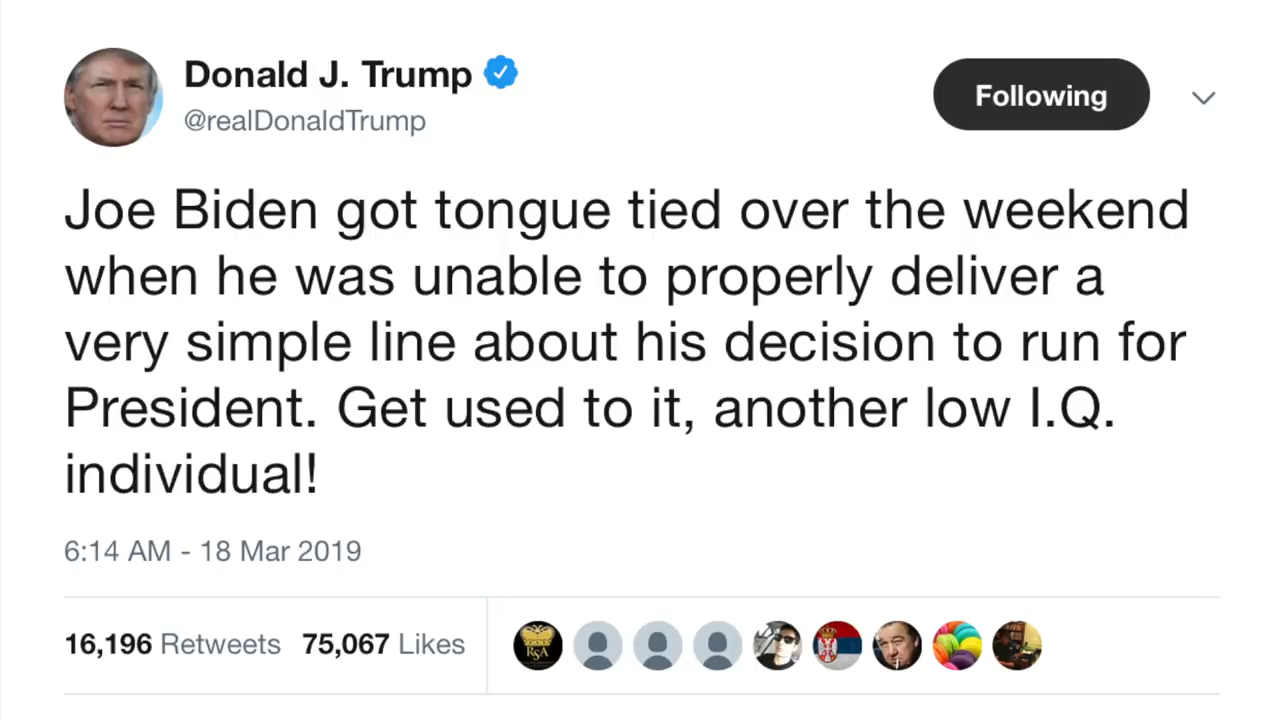 Donald J. Trump
@realDonaldTrump
Following
Joe Biden got tongue tied over the weekend
when he was unable to properly deliver a
very simple line about his decision to run for
President. Get used to it, another low I.Q.
individual!
6:14 AM - 18 Mar 2019
16,196 Retweets 75,067 Likes
RSA